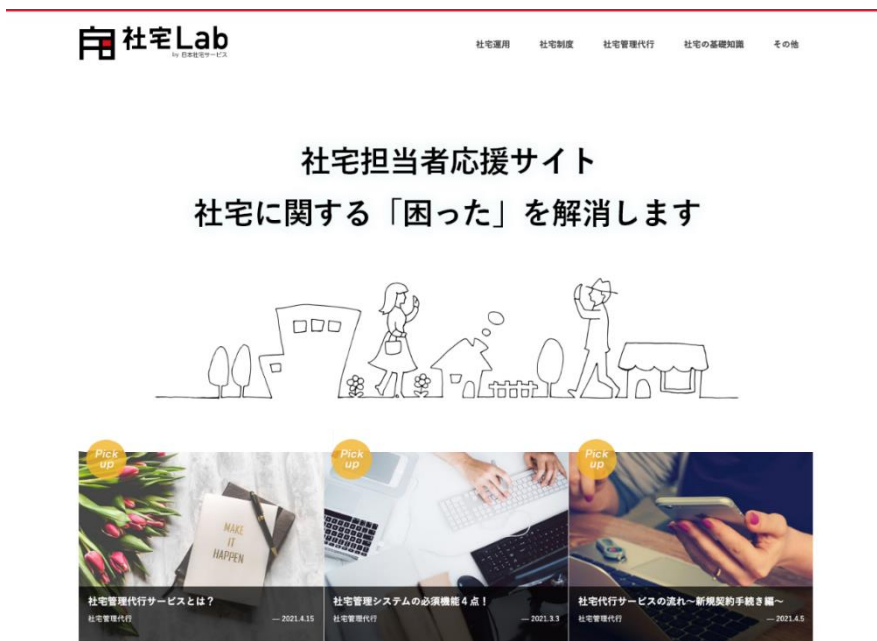 社宅Lab
by 日本社宅サービス
社宅運用 社宅制度 社宅管理代行 社宅の基礎知識 その他
社宅担当者応援サイト
社宅に関する「困った」を解消します
Pick up
Pick up
Pick up
MAKE
IT
HAPPEN
社宅管理代行サービスとは？
社宅管理代行 — 2021.4.15
社宅管理システムの必須機能４点！
社宅管理代行 — 2021.3.3
社宅代行サービスの流れ〜新規契約手続き編〜
社宅管理代行 — 2021.4.5